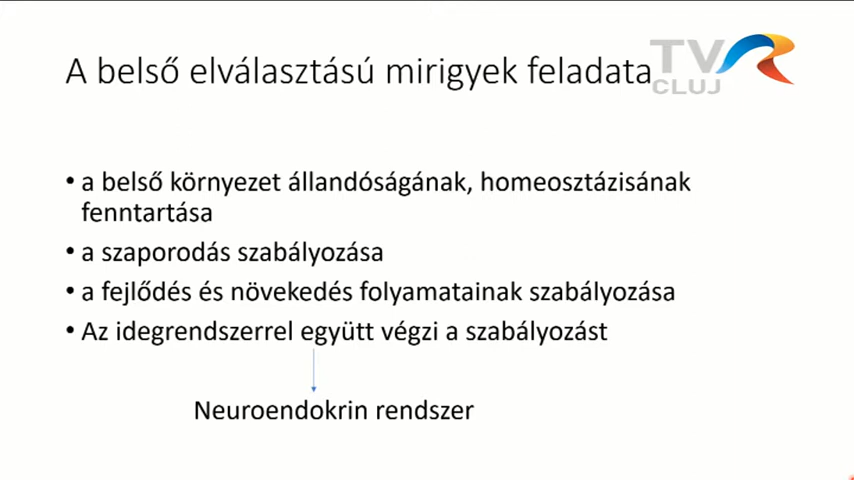 A belső elválasztású mirigyek feladata
TVR
CLUJ
• a belső környezet állandóságának, homeosztázisának
fenntartása
• a szaporodás szabályozása
• a fejlődés és növekedés folyamatainak szabályozása
• Az idegrendszerrel együtt végzi a szabályozást
Neuroendokrin rendszer